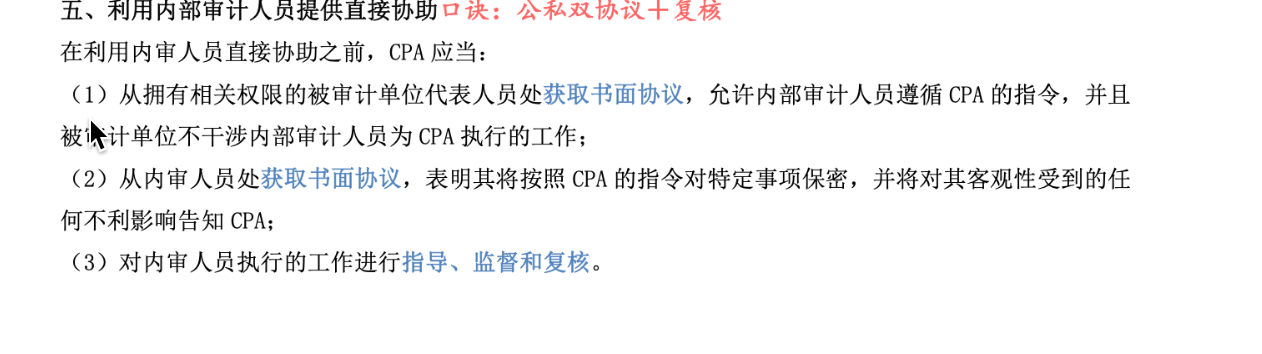 五、利用内部审计人员提供直接协助口诀：公私双协议＋复核
在利用内审人员直接协助之前，CPA 应当：
（1）从拥有相关权限的被审计单位代表人员处获取书面协议，允许内部审计人员遵循 CPA 的指令，并且
被审计单位不干涉内部审计人员为 CPA 执行的工作；
（2）从内审人员处获取书面协议，表明其将按照 CPA 的指令对特定事项保密，并将对其客观性受到的任
何不利影响告知 CPA；
（3）对内审人员执行的工作进行指导、监督和复核。